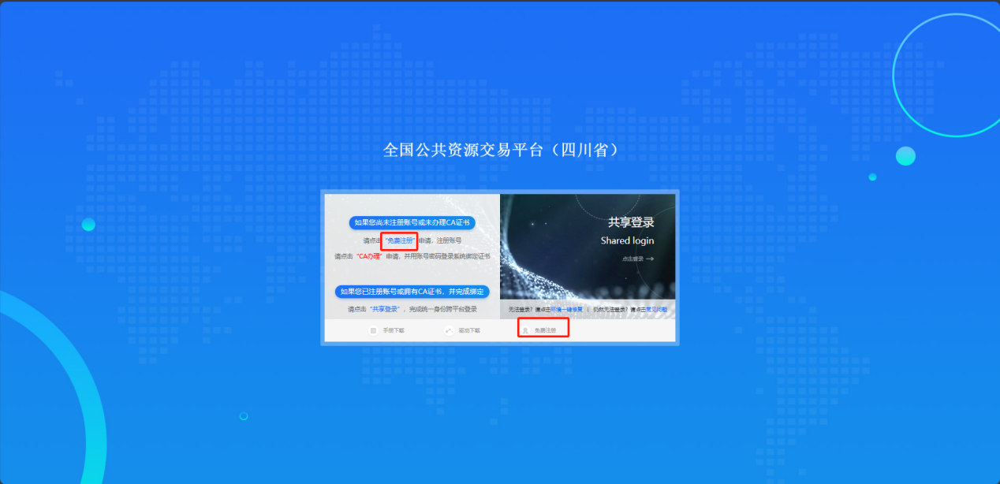 全国公共资源交易平台（四川省）
如果您尚未注册账号或未办理CA证书
请点击“免费注册”申请，注册账号
请点击“CA办理”申请，并用账号密码登录系统绑定证书
如果您已注册账号或拥有CA证书，并完成绑定
请点击“共享登录”，完成统一身份跨平台登录
共享登录
Shared login
点击登录 →
无法登录？请点击环境一键修复 | 仍然无法登录？请点击常见问题
手册下载
驱动下载
免费注册